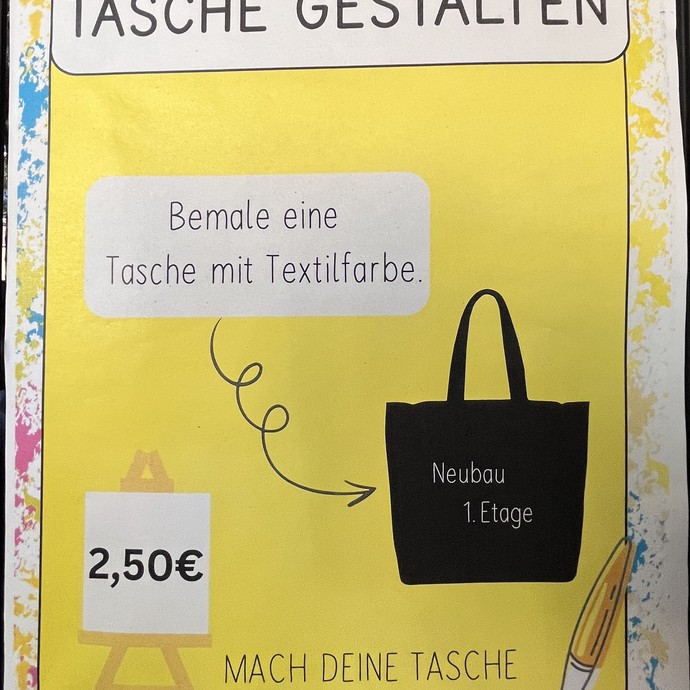 TASCHE GESTALTEN
Bemale eine
Tasche mit Textilfarbe.
Neubau
1. Etage
2,50€
MACH DEINE TASCHE